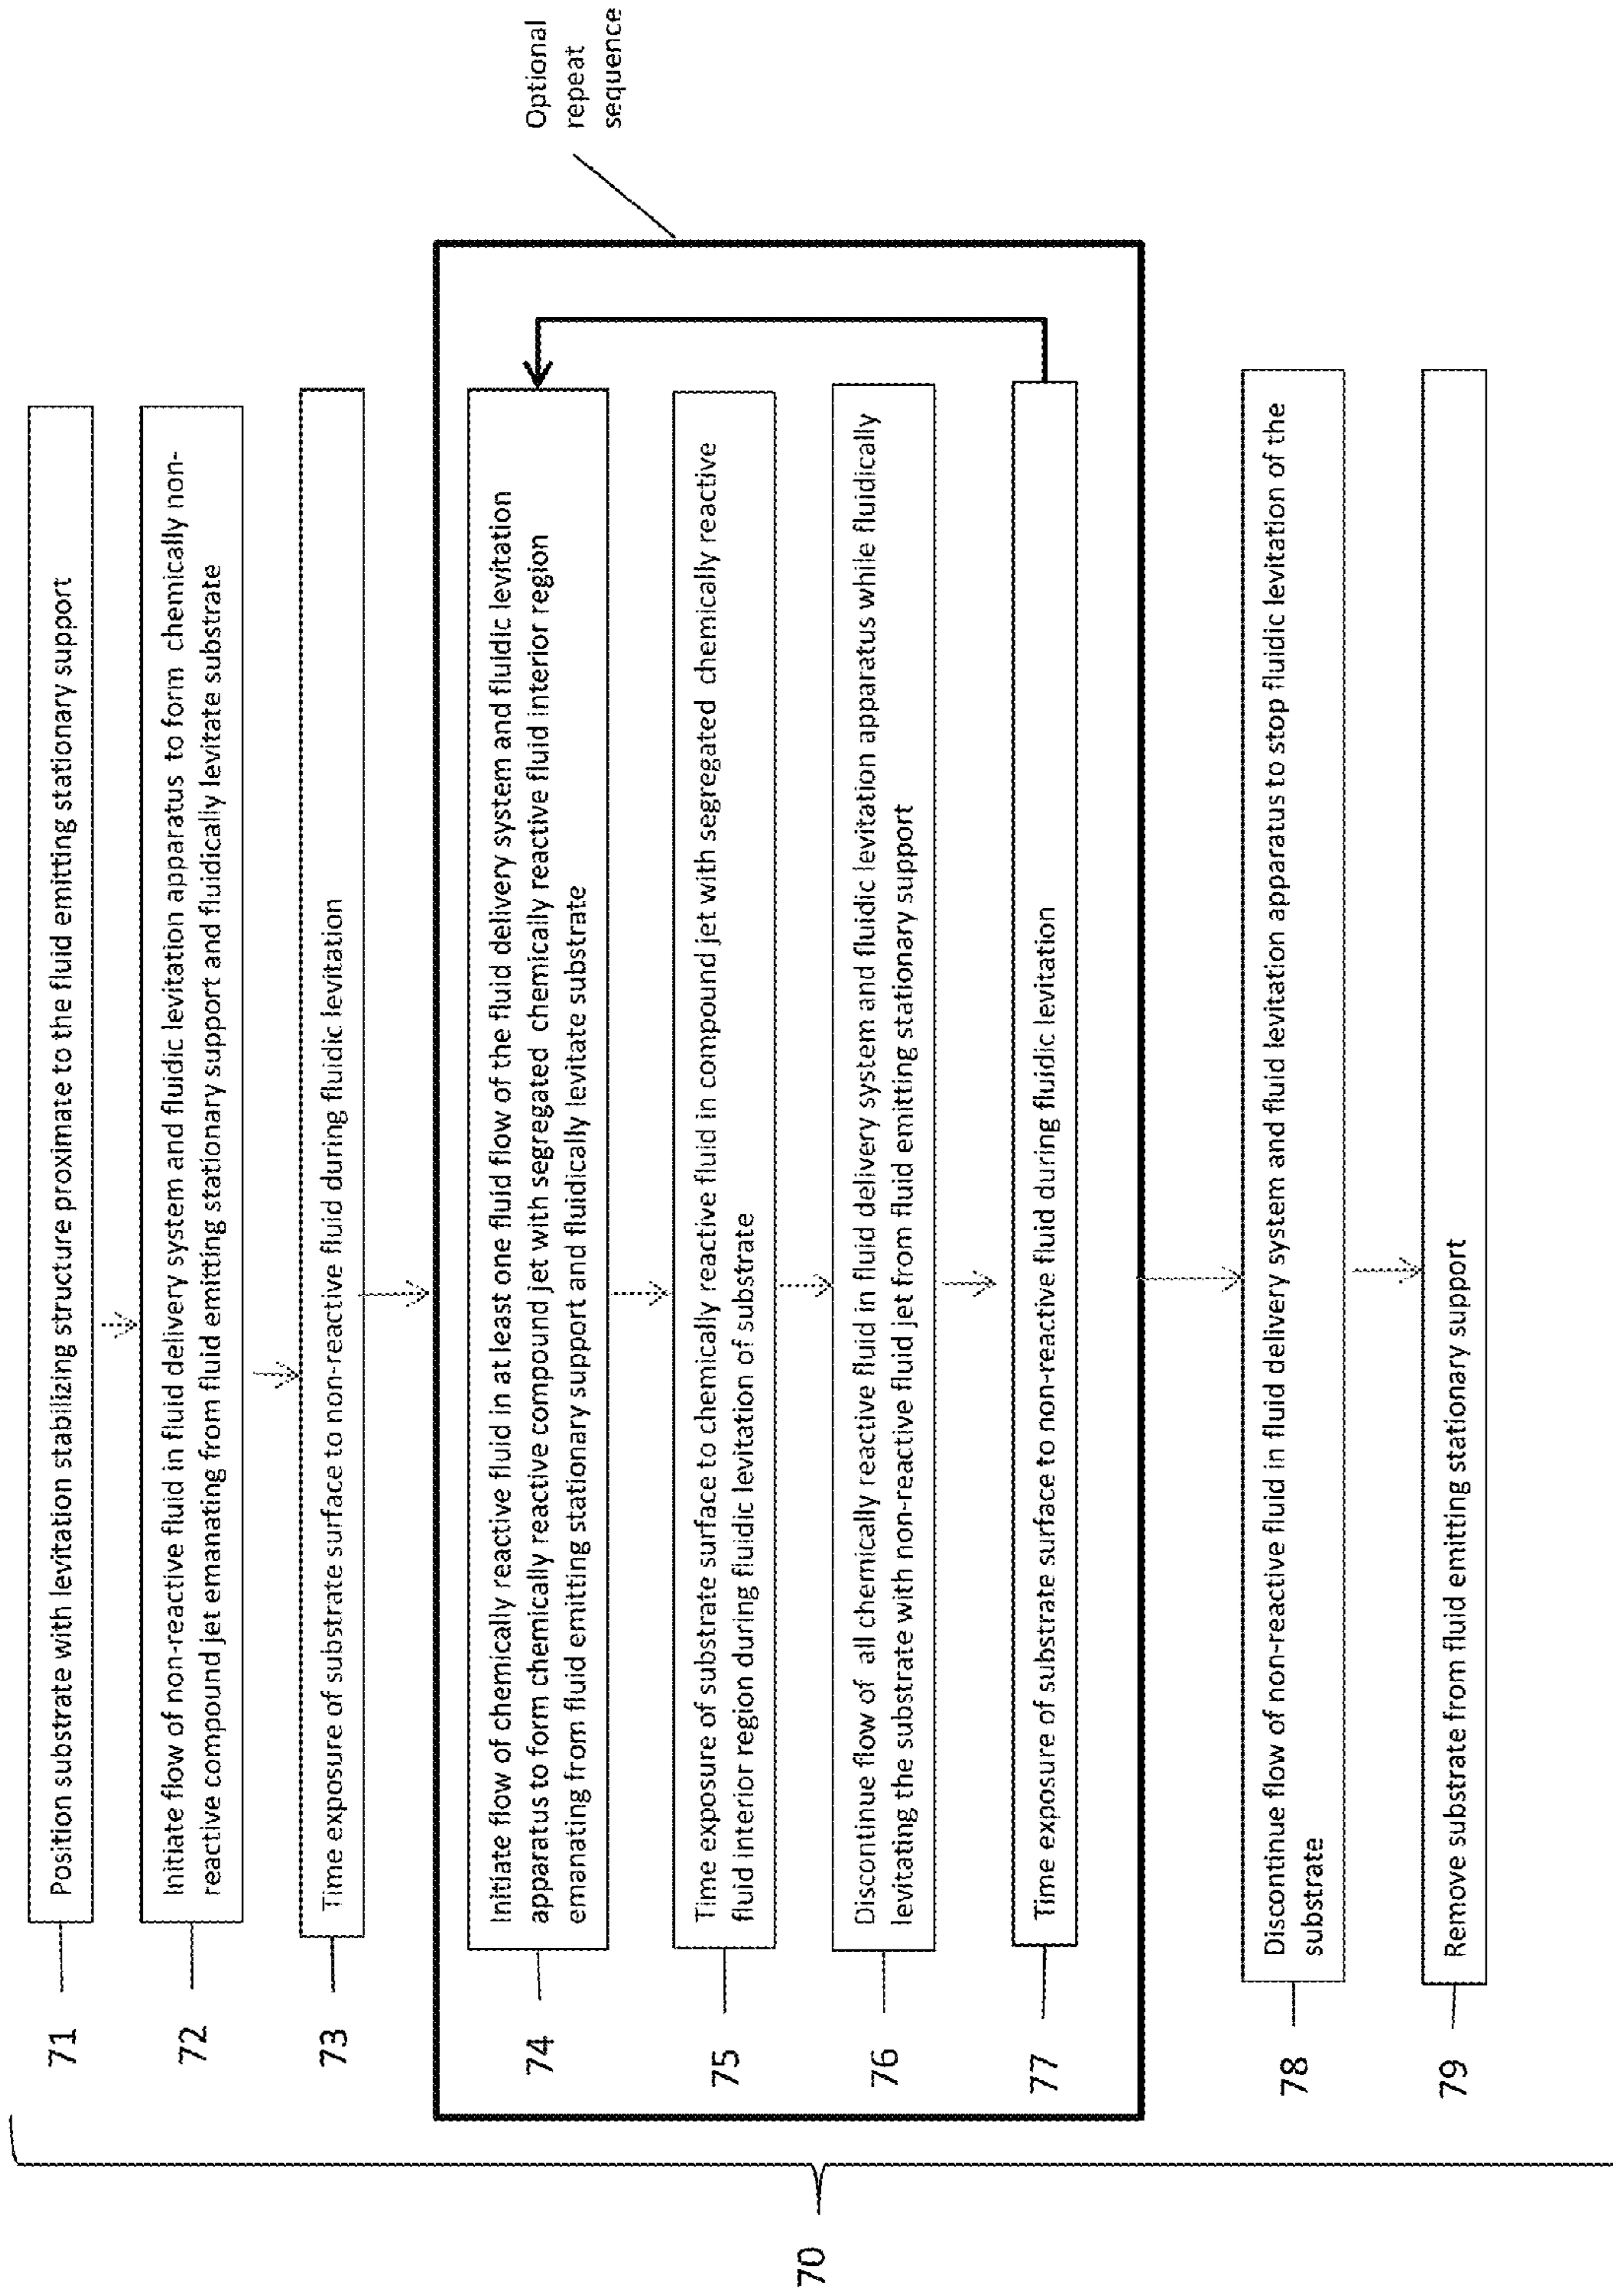 70
71
Position substrate with levitation stabilizing structure proximate to the fluid emitting stationary support
72
Initiate flow of non-reactive fluid in fluid delivery system and fluidic levitation apparatus to form chemically non-
reactive compound jet emanating from fluid emitting stationary support and fluidically levitate substrate
73
Time exposure of substrate surface to non-reactive fluid during fluidic levitation
Optional
repeat
sequence
74
Initiate flow of chemically reactive fluid in at least one fluid flow of the fluid delivery system and fluidic levitation
apparatus to form chemically reactive compound jet with segregated chemically reactive fluid interior region
emanating from fluid emitting stationary support and fluidically levitate substrate
75
Time exposure of substrate surface to chemically reactive fluid in compound jet with segregated chemically reactive
fluid interior region during fluidic levitation of substrate
76
Discontinue flow of all chemically reactive fluid in fluid delivery system and fluidic levitation apparatus while fluidically
levitating the substrate with non-reactive fluid jet from fluid emitting stationary support
77
Time exposure of substrate surface to non-reactive fluid during fluidic levitation
78
Discontinue flow of non-reactive fluid in fluid delivery system and fluid levitation apparatus to stop fluidic levitation of the
substrate
79
Remove substrate from fluid emitting stationary support